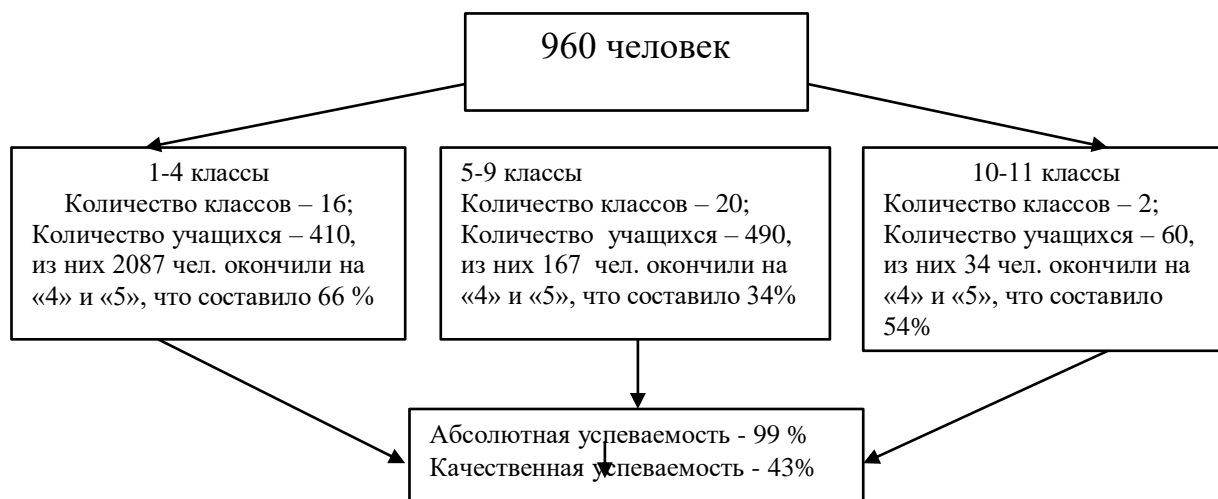 960 человек
1-4 классы
Количество классов – 16;
Количество учащихся – 410,
из них 2087 чел. окончили на
«4» и «5», что составило 66 %
5-9 классы
Количество классов – 20;
Количество учащихся – 490,
из них 167 чел. окончили на
«4» и «5», что составило 34%
10-11 классы
Количество классов – 2;
Количество учащихся – 60,
из них 34 чел. окончили на
«4» и «5», что составило
54%
Абсолютная успеваемость - 99 %
Качественная успеваемость - 43%